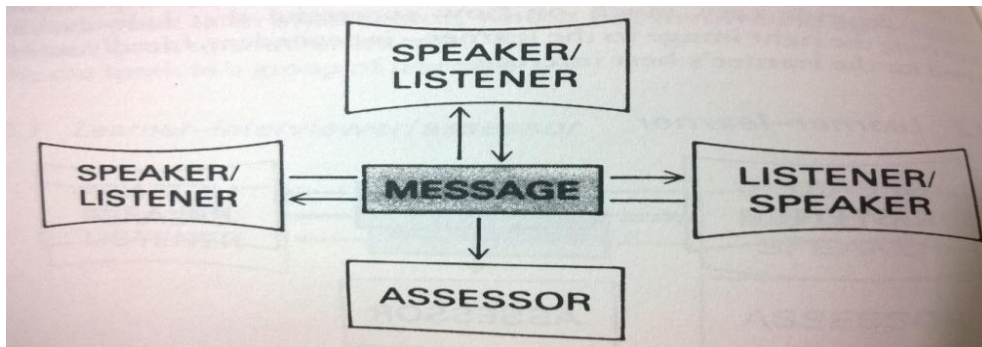 SPEAKER/
LISTENER
SPEAKER/
LISTENER
MESSAGE
LISTENER/
SPEAKER
ASSESSOR